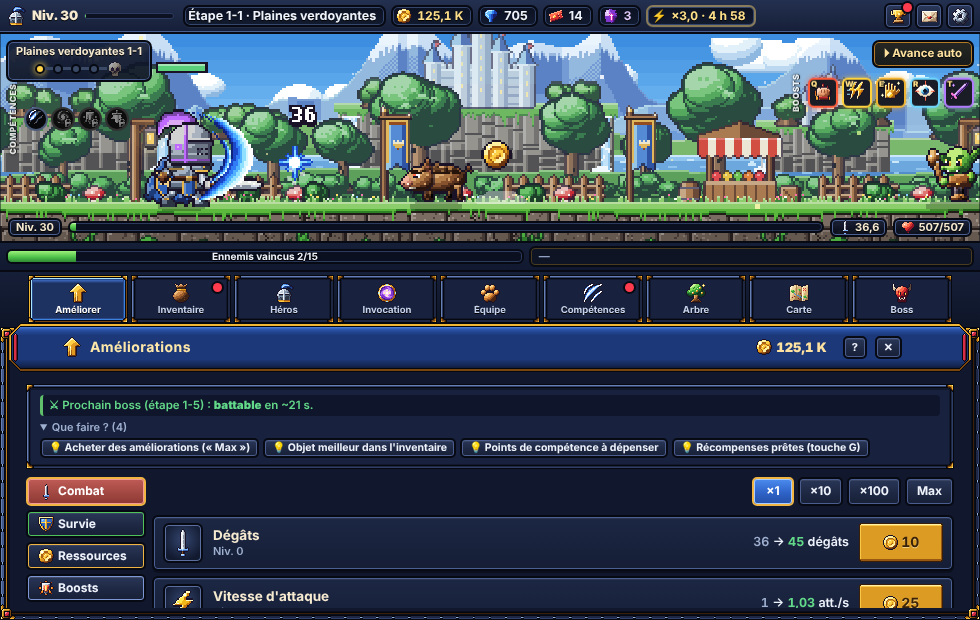 Niv. 30
Étape 1-1 · Plaines verdoyantes
125,1 K
705
14
3
×3,0 · 4 h 58
Plaines verdoyantes 1-1
Avance auto
COMPÉTENCES
BOOSTS
36
Niv. 30
36,6
507/507
Ennemis vaincus 2/15
—
Améliorer
Inventaire
Héros
Invocation
Equipe
Compétences
Arbre
Carte
Boss
Améliorations
125,1 K
?
×
Prochain boss (étape 1-5) : battable en ~21 s.
▼ Que faire ? (4)
Acheter des améliorations (« Max »)
Objet meilleur dans l'inventaire
Points de compétence à dépenser
Récompenses prêtes (touche G)
Combat
×1
×10
×100
Max
Survie
Ressources
Boosts
Dégâts
Niv. 0
36 → 45 dégâts
10
Vitesse d'attaque
1 → 1,03 att./s
25